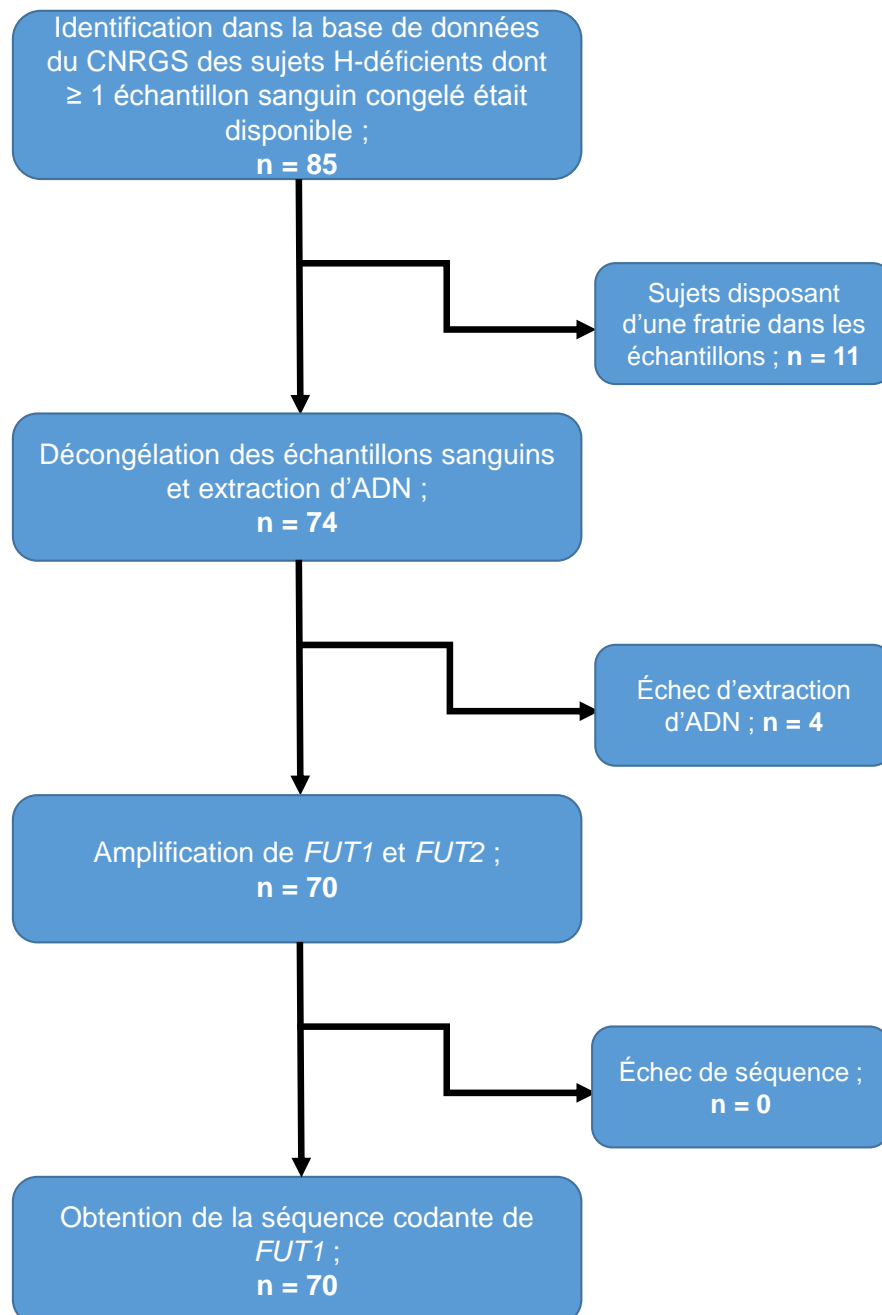 Identification dans la base de données
du CNRGS des sujets H-déficients dont
≥ 1 échantillon sanguin congelé était
disponible ;
n = 85
Sujets disposant
d’une fratrie dans les
échantillons ; n = 11
Décongélation des échantillons sanguins
et extraction d’ADN ;
n = 74
Échec d’extraction
d’ADN ; n = 4
Amplification de FUT1 et FUT2 ;
n = 70
Échec de séquence ;
n = 0
Obtention de la séquence codante de
FUT1 ;
n = 70